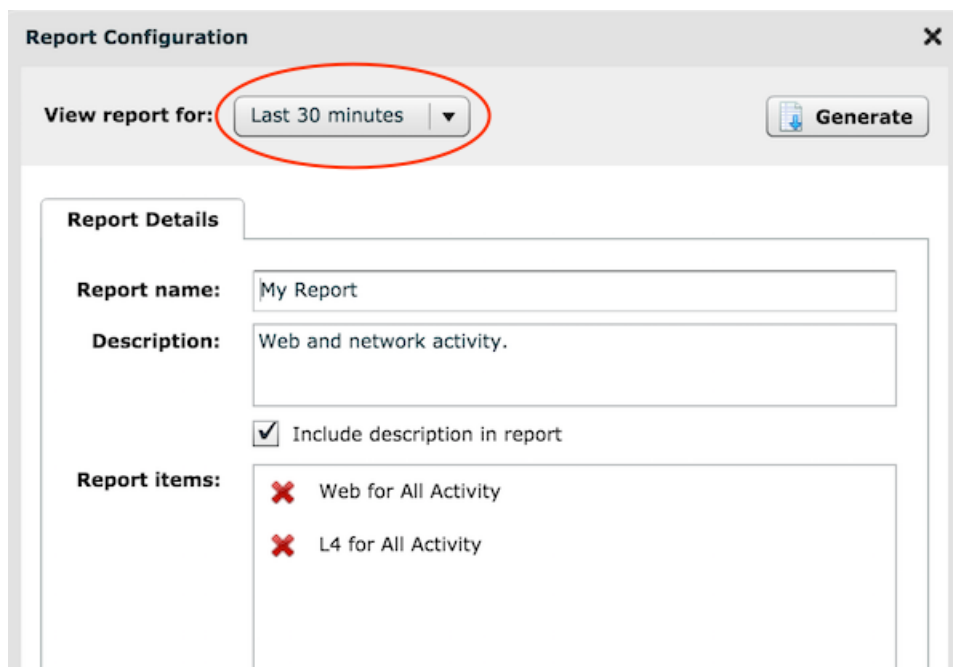 Report Configuration
View report for: Last 30 minutes Generate
Report Details
Report name: My Report
Description: Web and network activity.
Include description in report
Report items: Web for All Activity
L4 for All Activity